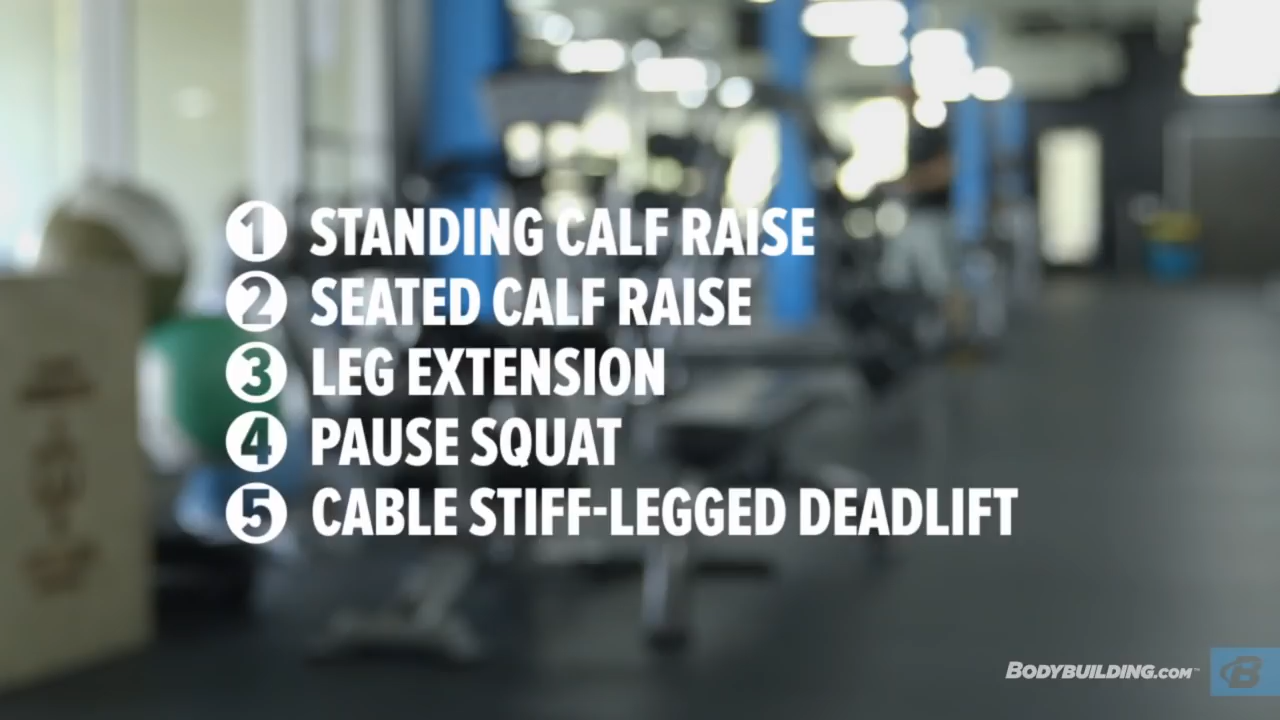 1 STANDING CALF RAISE
2 SEATED CALF RAISE
3 LEG EXTENSION
4 PAUSE SQUAT
5 CABLE STIFF-LEGGED DEADLIFT
BODYBUILDING.COM™ B